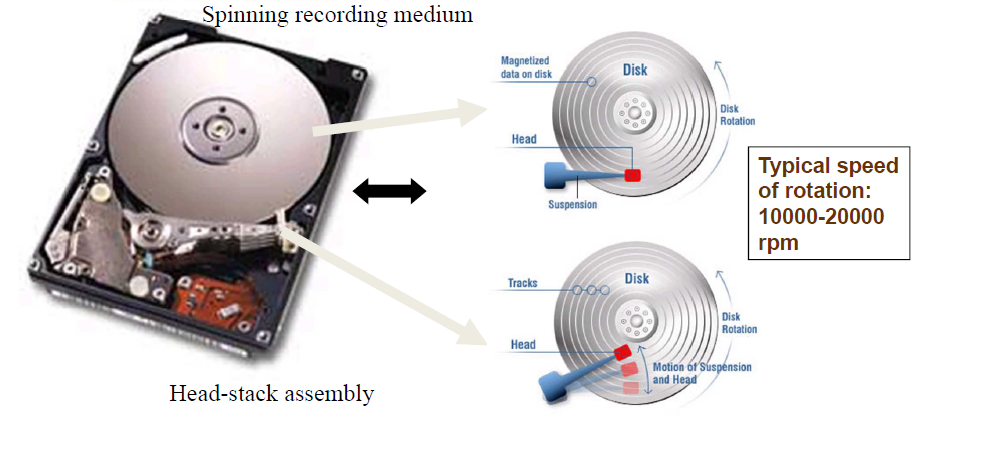 Spinning recording medium
Magnetized
data on disk
Disk
Disk
Rotation
Head
Suspension
Typical speed
of rotation:
10000-20000
rpm
Tracks
Disk
Disk
Rotation
Head
Motion of Suspension
and Head
Head-stack assembly